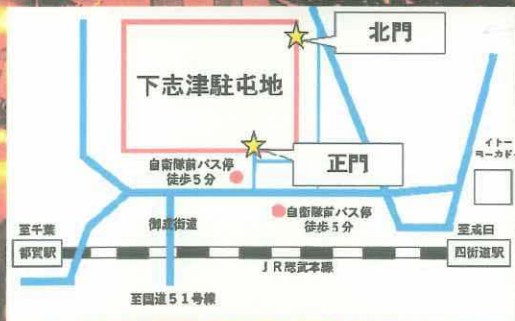 北門
下志津駐屯地
正門
イトー
ヨーカドー
自衛隊前バス停
徒歩5分
自衛隊前バス停
徒歩5分
御成街道
至千葉
都賀駅
至成田
四街道駅
JR総武本線
至国道51号線